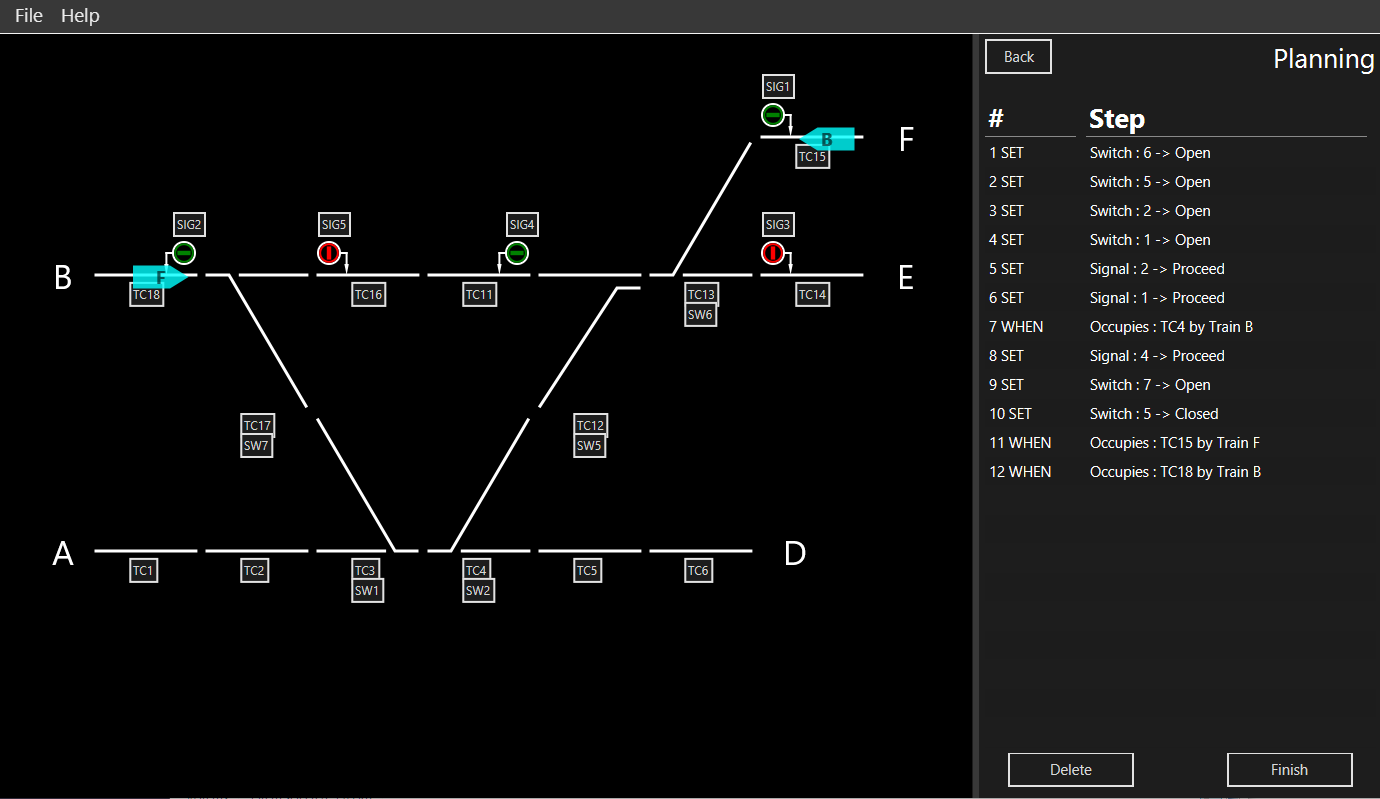 File Help
Back
Planning
# Step
1 SET Switch : 6 -> Open
2 SET Switch : 5 -> Open
3 SET Switch : 2 -> Open
4 SET Switch : 1 -> Open
5 SET Signal : 2 -> Proceed
6 SET Signal : 1 -> Proceed
7 WHEN Occupies : TC4 by Train B
8 SET Signal : 4 -> Proceed
9 SET Switch : 7 -> Open
10 SET Switch : 5 -> Closed
11 WHEN Occupies : TC15 by Train F
12 WHEN Occupies : TC18 by Train B
Delete Finish
SIG1
B F
TC15
SIG2 SIG5 SIG4 SIG3
B F E
TC18 TC16 TC11 TC13 TC14
SW6
TC17 TC12
SW7 SW5
A D
TC1 TC2 TC3 TC4 TC5 TC6
SW1 SW2